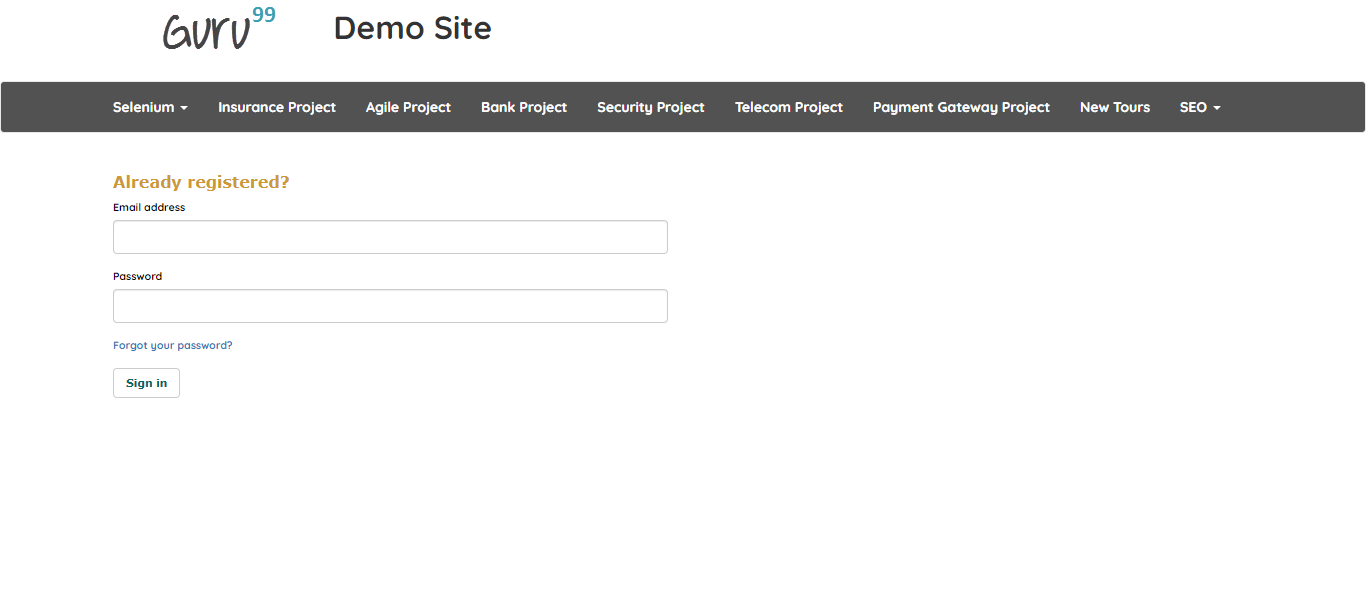 Guru99 Demo Site
Selenium Insurance Project Agile Project Bank Project Security Project Telecom Project Payment Gateway Project New Tours SEO
Already registered?
Email address
Password
Forgot your password?
Sign in